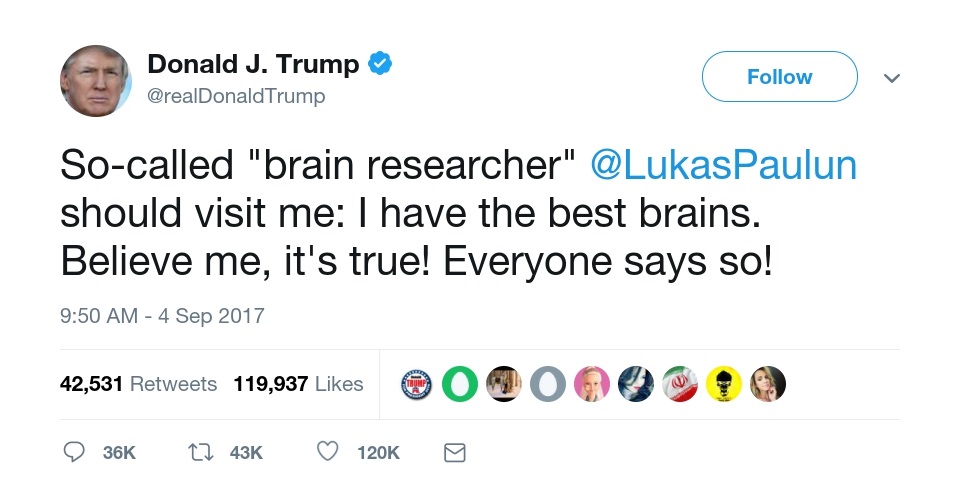 Donald J. Trump
@realDonaldTrump
Follow
So-called "brain researcher" @LukasPaulun
should visit me: I have the best brains.
Believe me, it's true! Everyone says so!
9:50 AM - 4 Sep 2017
42,531 Retweets 119,937 Likes
TRUMP
36K 43K 120K